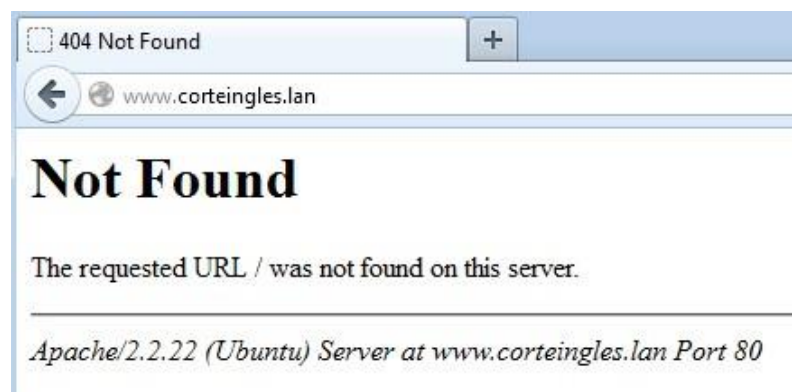 404 Not Found
www.corteingles.lan
Not Found
The requested URL / was not found on this server.
Apache/2.2.22 (Ubuntu) Server at www.corteingles.lan Port 80